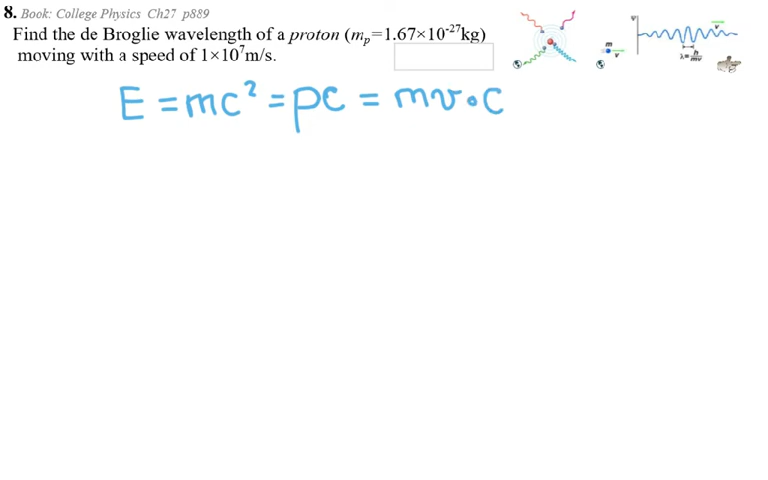 8. Book: College Physics Ch27 p889
Find the de Broglie wavelength of a proton (mₚ=1.67×10⁻²⁷kg)
moving with a speed of 1×10⁷m/s.
E = mc² = pc = mv·c
m
v
v
v
λ=h/mv